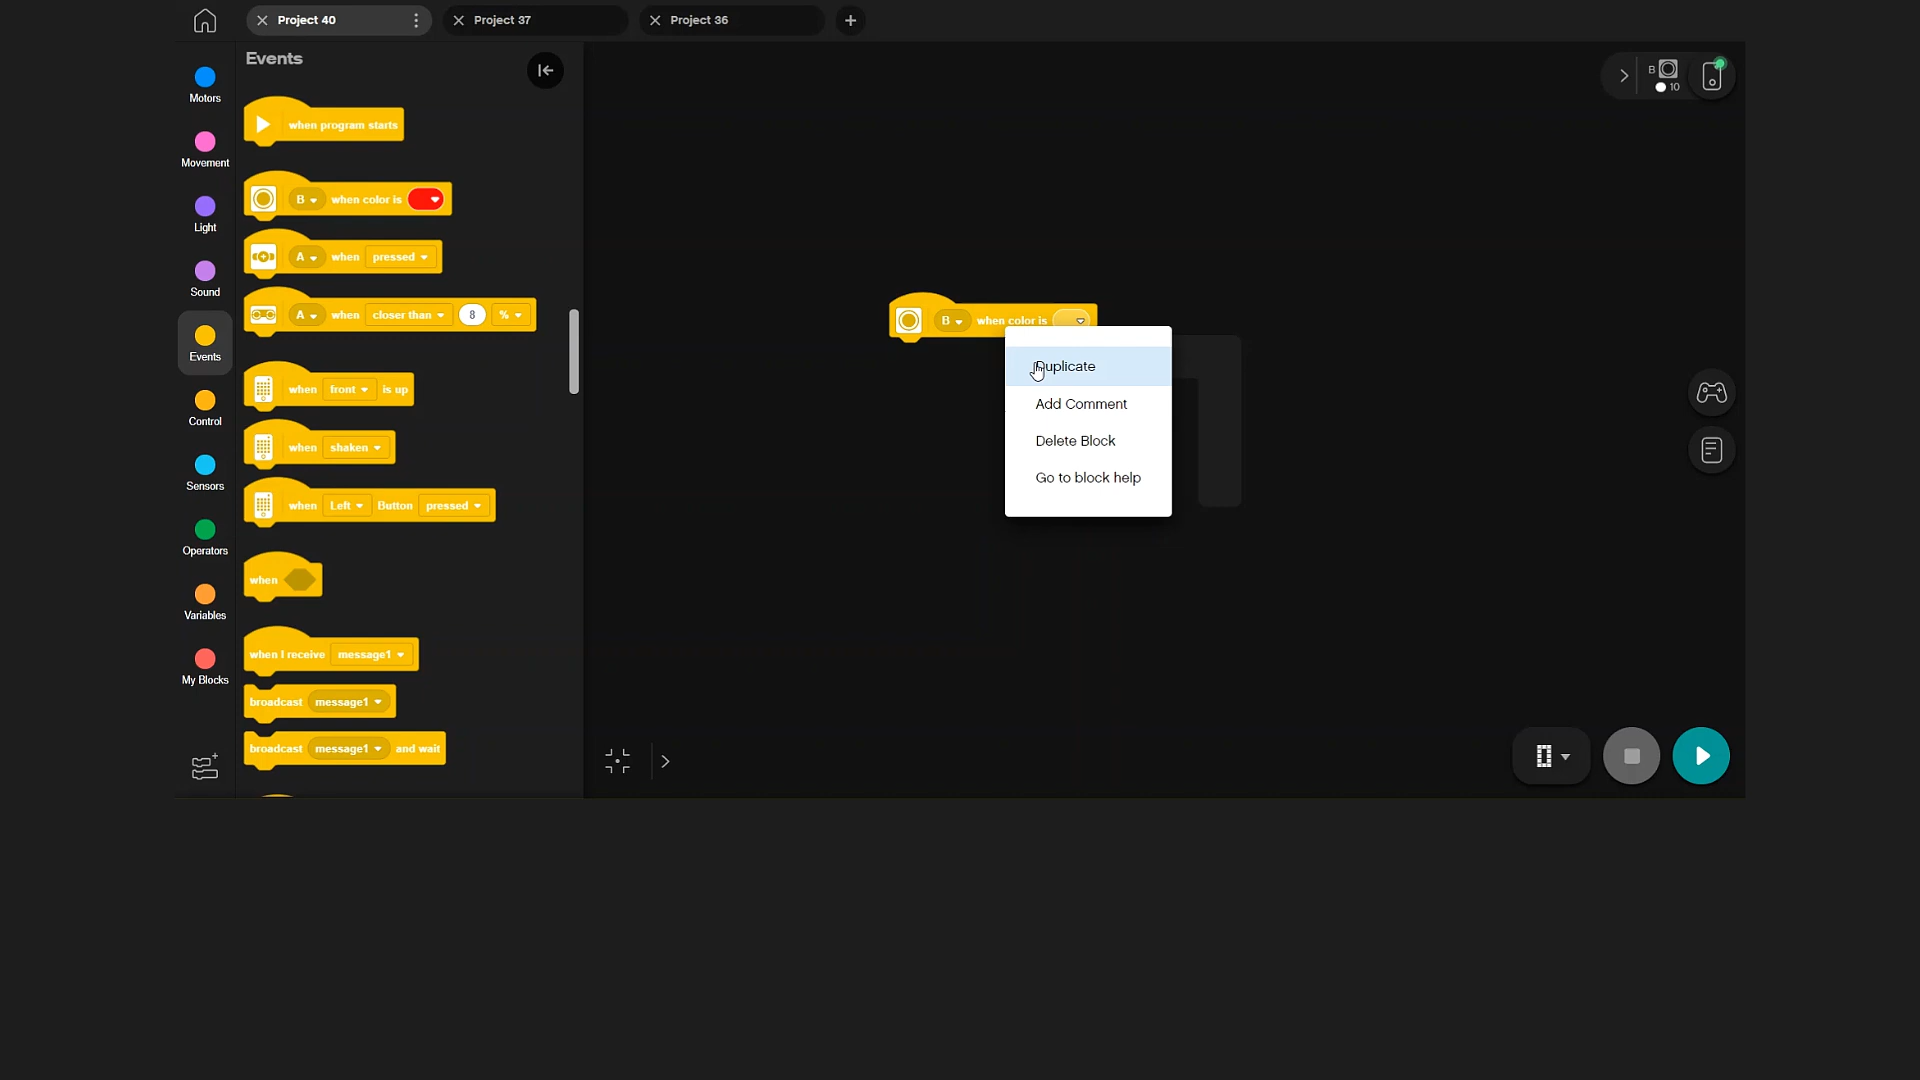 Project 40
Project 37
Project 36
Events
Motors
Movement
Light
Sound
Events
Control
Sensors
Operators
Variables
My Blocks
when program starts
B when color is
A when pressed
A when closer than 8 %
when front is up
when shaken
when Left Button pressed
when
when I receive message1
broadcast message1
broadcast message1 and wait
B when color is
Duplicate
Add Comment
Delete Block
Go to block help
B
10